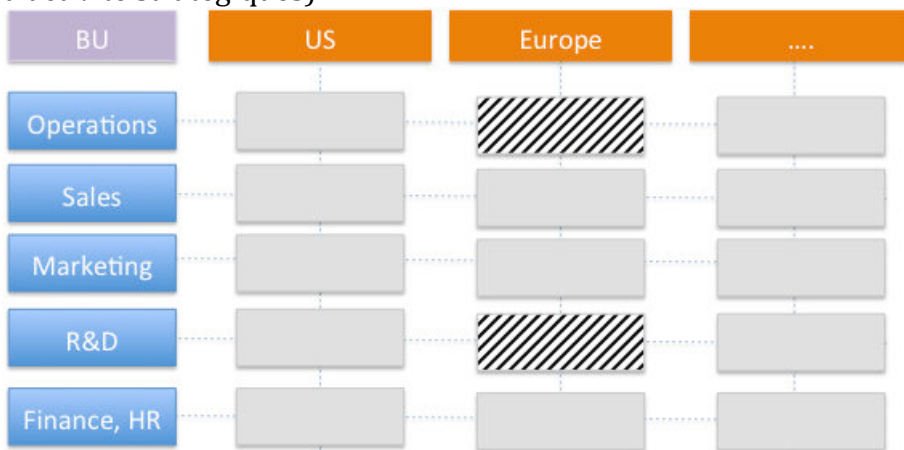 BU US Europe ....
Operations
Sales
Marketing
R&D
Finance, HR